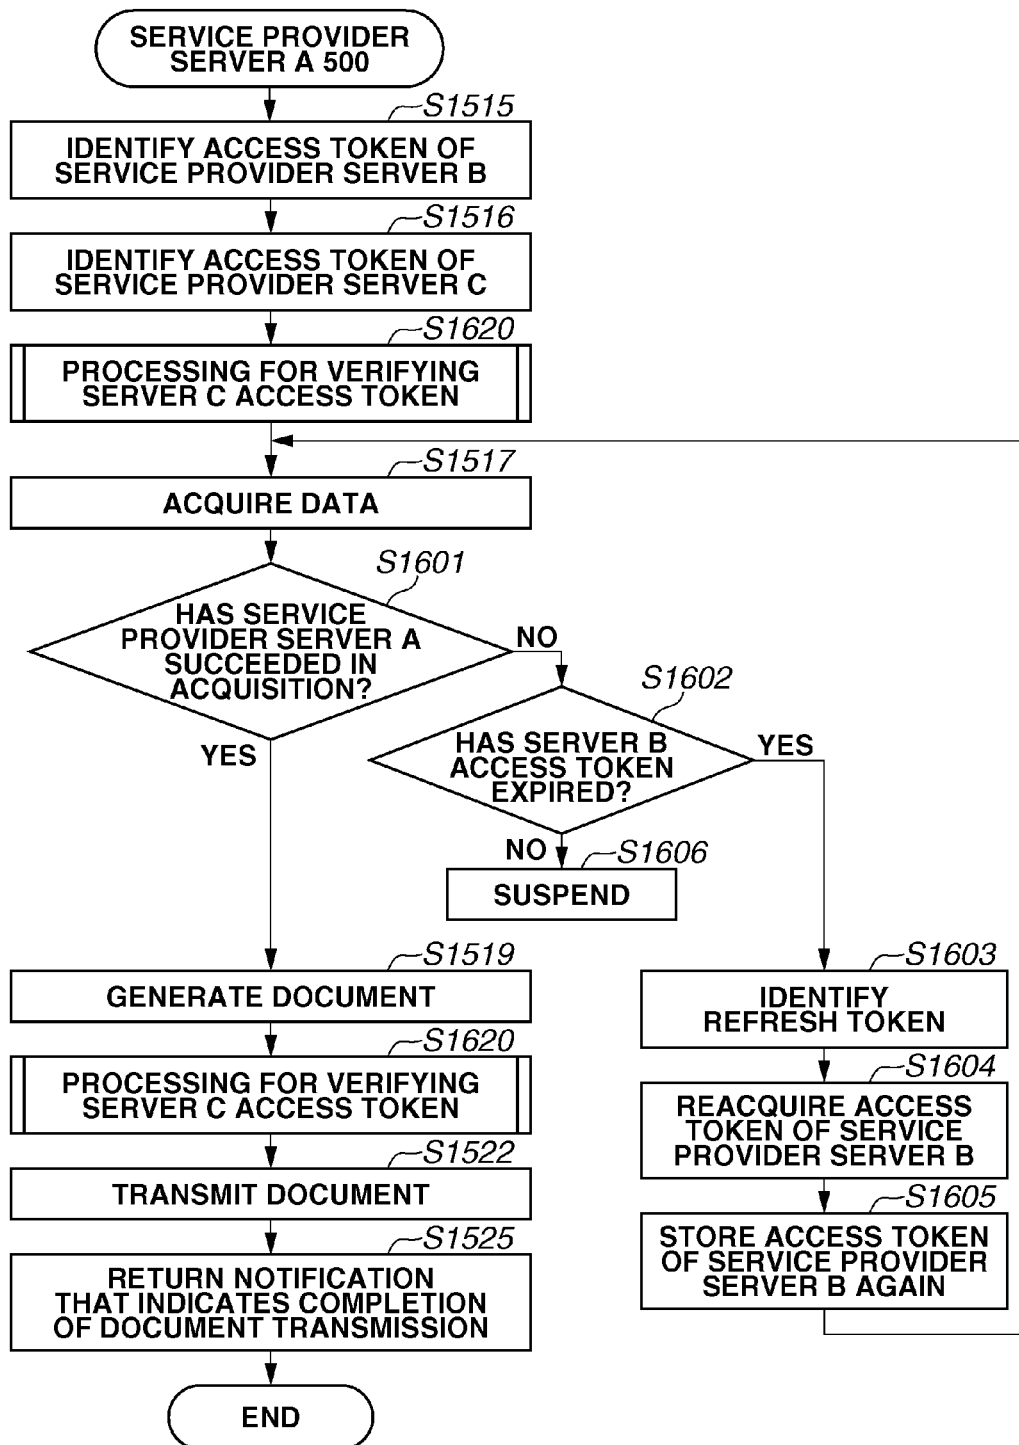 SERVICE PROVIDER
SERVER A 500
S1515
IDENTIFY ACCESS TOKEN OF
SERVICE PROVIDER SERVER B
S1516
IDENTIFY ACCESS TOKEN OF
SERVICE PROVIDER SERVER C
S1620
PROCESSING FOR VERIFYING
SERVER C ACCESS TOKEN
S1517
ACQUIRE DATA
S1601
HAS SERVICE
PROVIDER SERVER A
SUCCEEDED IN
ACQUISITION?
NO
YES
S1602
HAS SERVER B
ACCESS TOKEN
EXPIRED?
YES
NO
S1606
SUSPEND
S1519
GENERATE DOCUMENT
S1620
PROCESSING FOR VERIFYING
SERVER C ACCESS TOKEN
S1522
TRANSMIT DOCUMENT
S1525
RETURN NOTIFICATION
THAT INDICATES COMPLETION
OF DOCUMENT TRANSMISSION
END
S1603
IDENTIFY
REFRESH TOKEN
S1604
REACQUIRE ACCESS
TOKEN OF SERVICE
PROVIDER SERVER B
S1605
STORE ACCESS TOKEN
OF SERVICE PROVIDER
SERVER B AGAIN